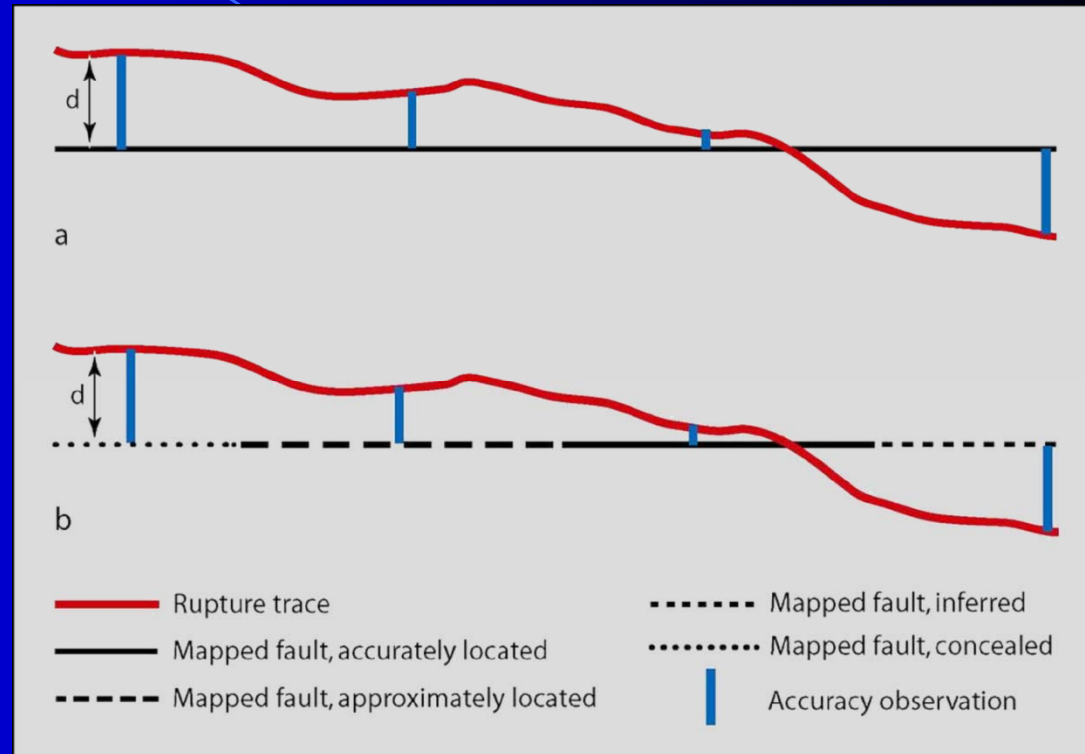 d
a
d
b
Rupture trace
Mapped fault, accurately located
Mapped fault, approximately located
Mapped fault, inferred
Mapped fault, concealed
Accuracy observation